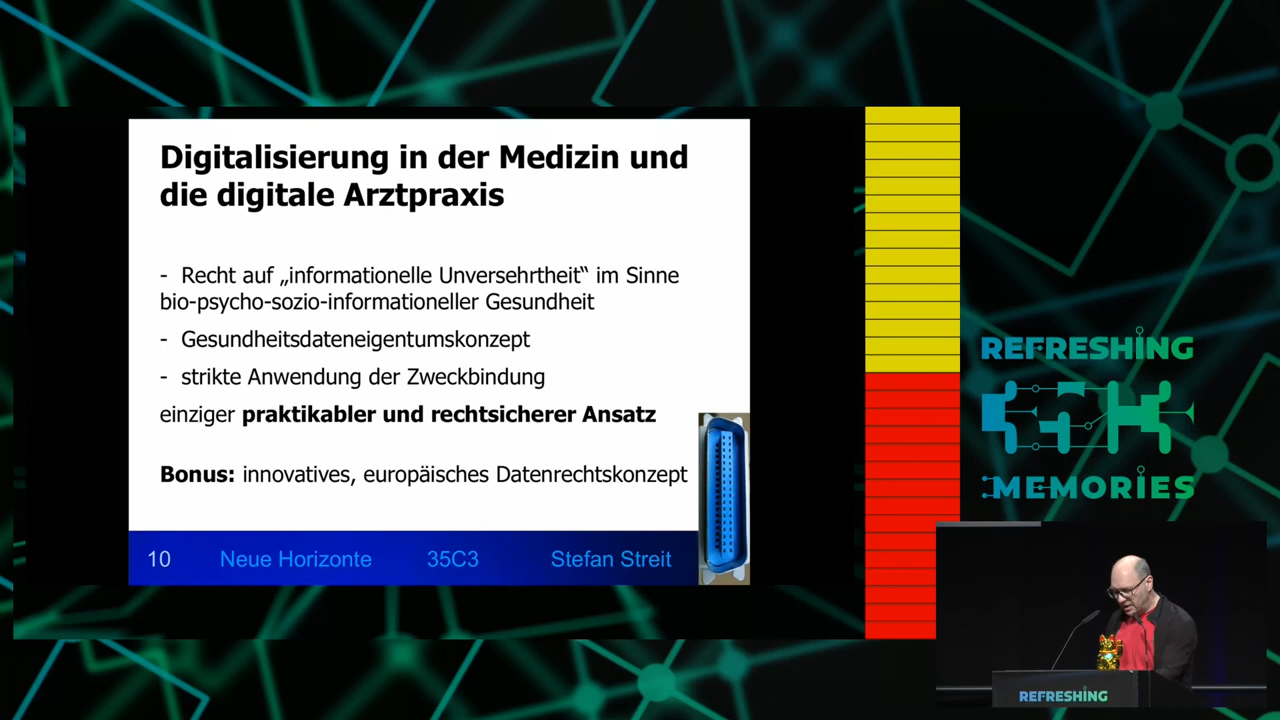 Digitalisierung in der Medizin und
die digitale Arztpraxis
- Recht auf „informationelle Unversehrtheit“ im Sinne
bio-psycho-sozio-informationeller Gesundheit
- Gesundheitsdateneigentumskonzept
- strikte Anwendung der Zweckbindung
einziger praktikabler und rechtsicherer Ansatz
Bonus: innovatives, europäisches Datenrechtskonzept
10 Neue Horizonte 35C3 Stefan Streit
REFRESHING
MEMORIES
REFRESHING